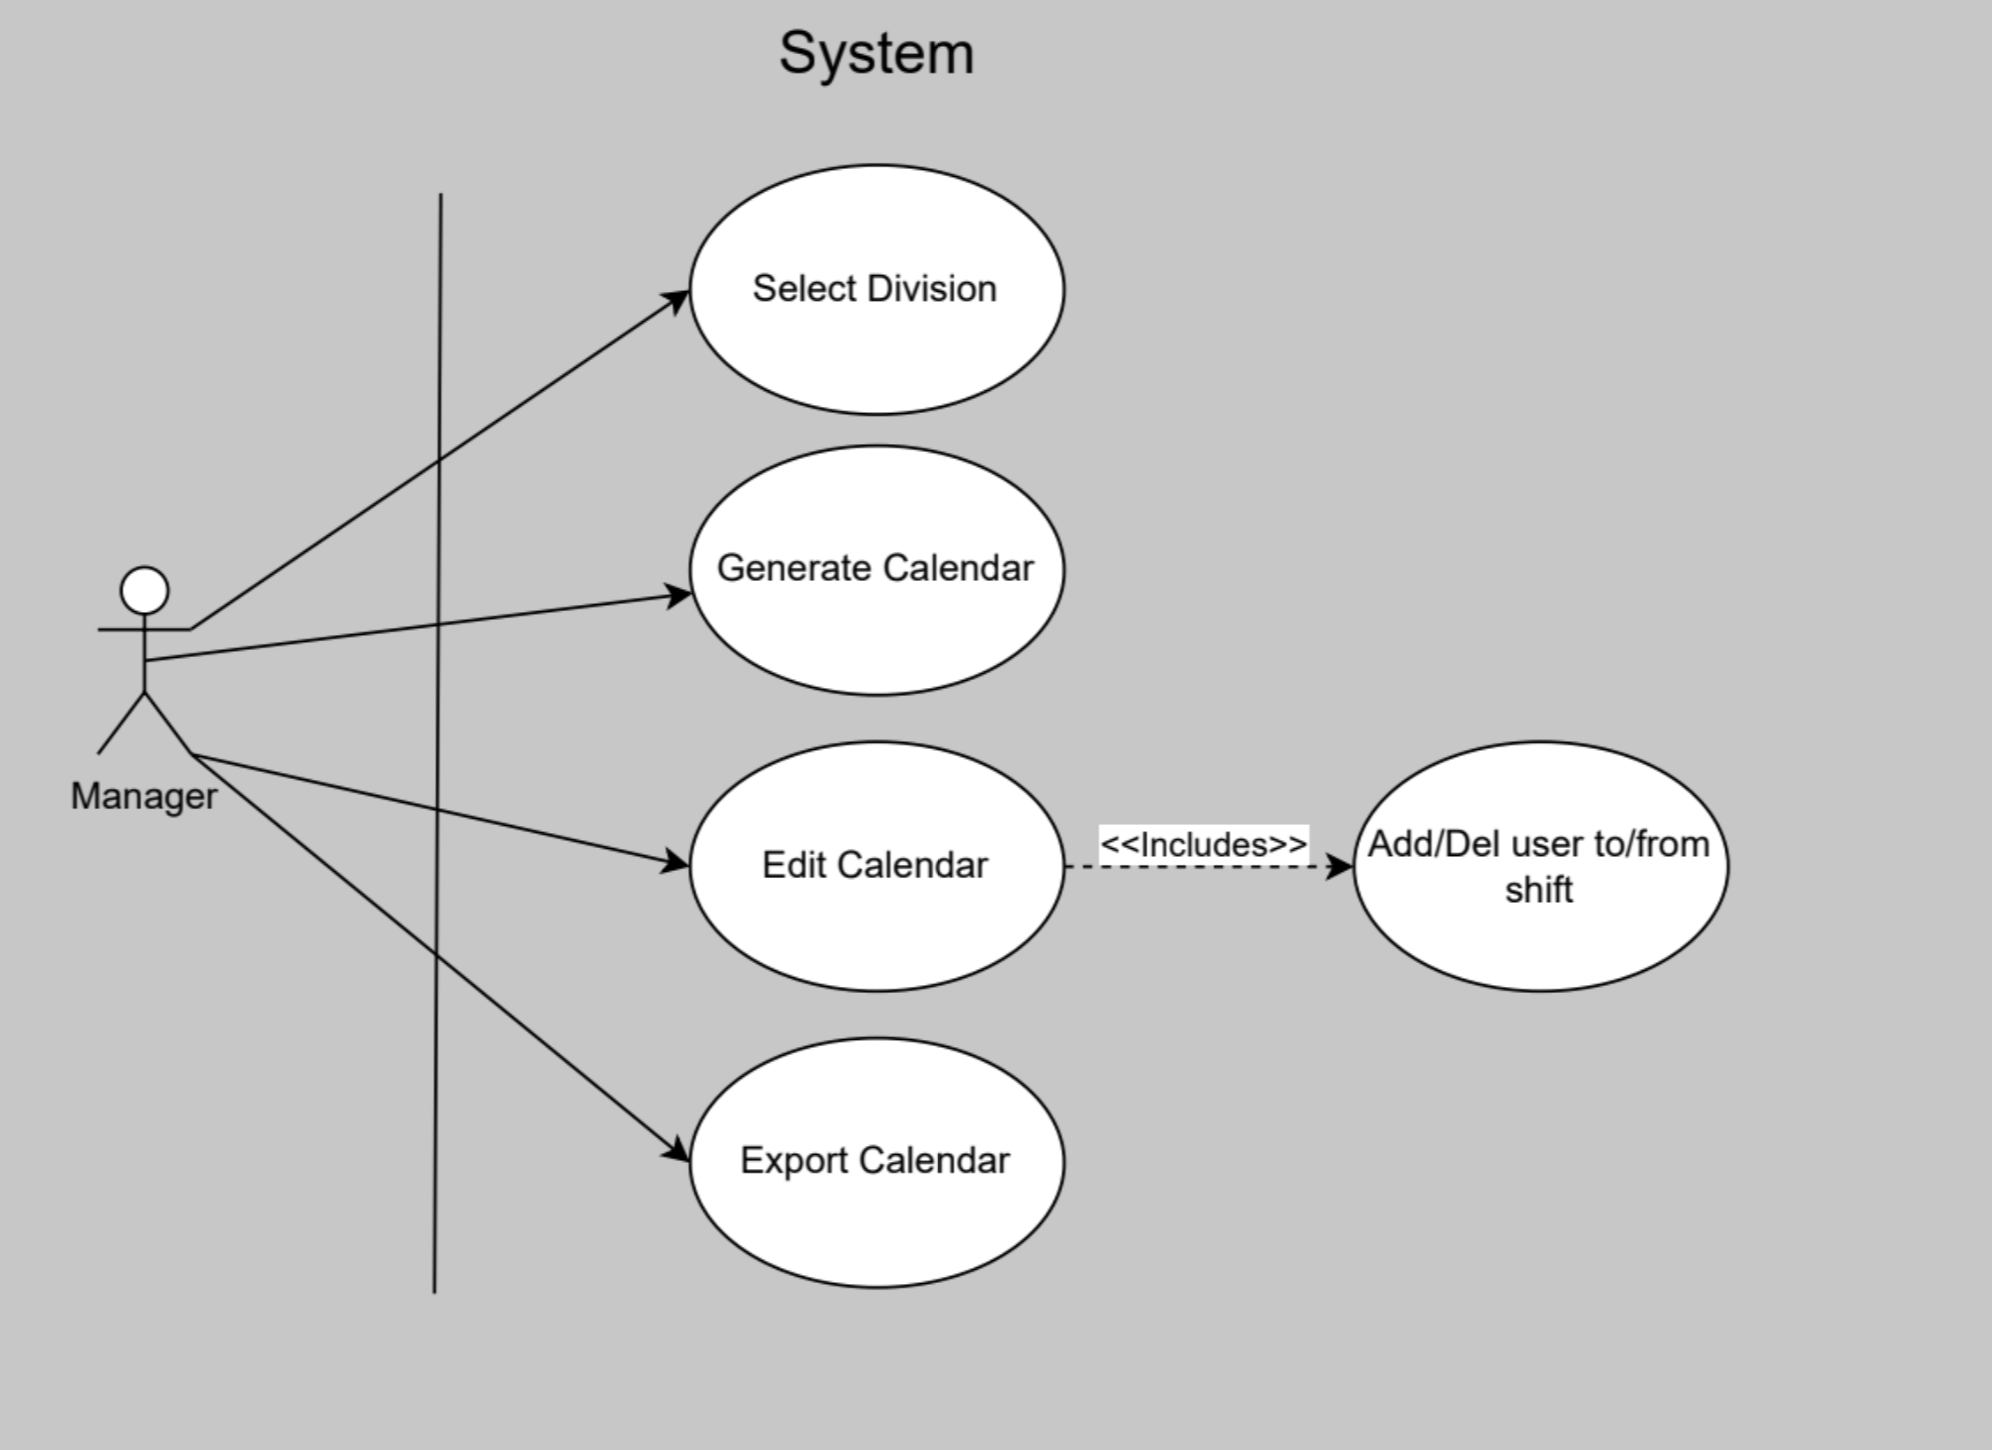 System
Select Division
Generate Calendar
Manager
Edit Calendar
<<Includes>>
Add/Del user to/from
shift
Export Calendar